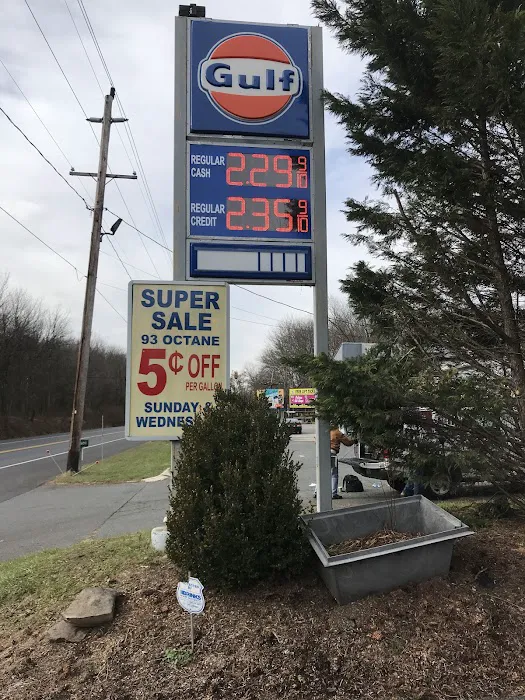 Gulf
REGULAR
CASH
2.29 9/10
REGULAR
CREDIT
2.35 9/10
SUPER
SALE
93 OCTANE
5¢ OFF
PER GALLON
SUNDAY &
WEDNES